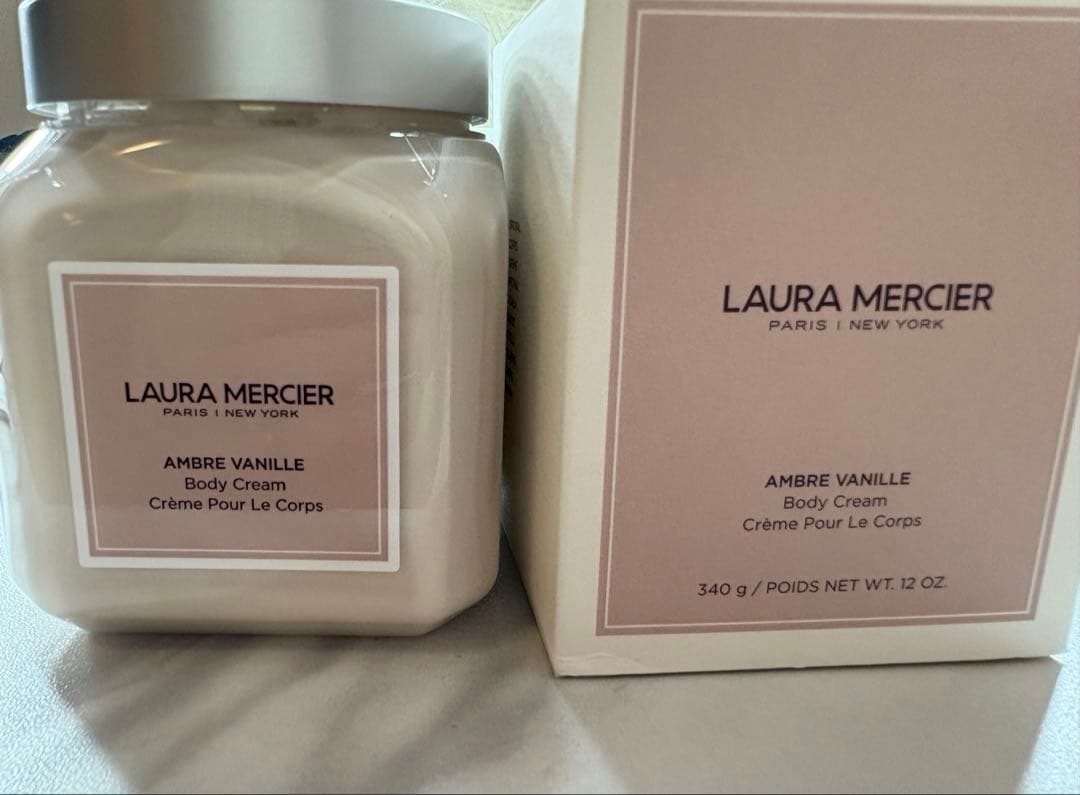 LAURA MERCIER
PARIS | NEW YORK
AMBRE VANILLE
Body Cream
Crème Pour Le Corps
LAURA MERCIER
PARIS | NEW YORK
AMBRE VANILLE
Body Cream
Crème Pour Le Corps
340 g / POIDS NET WT. 12 OZ.